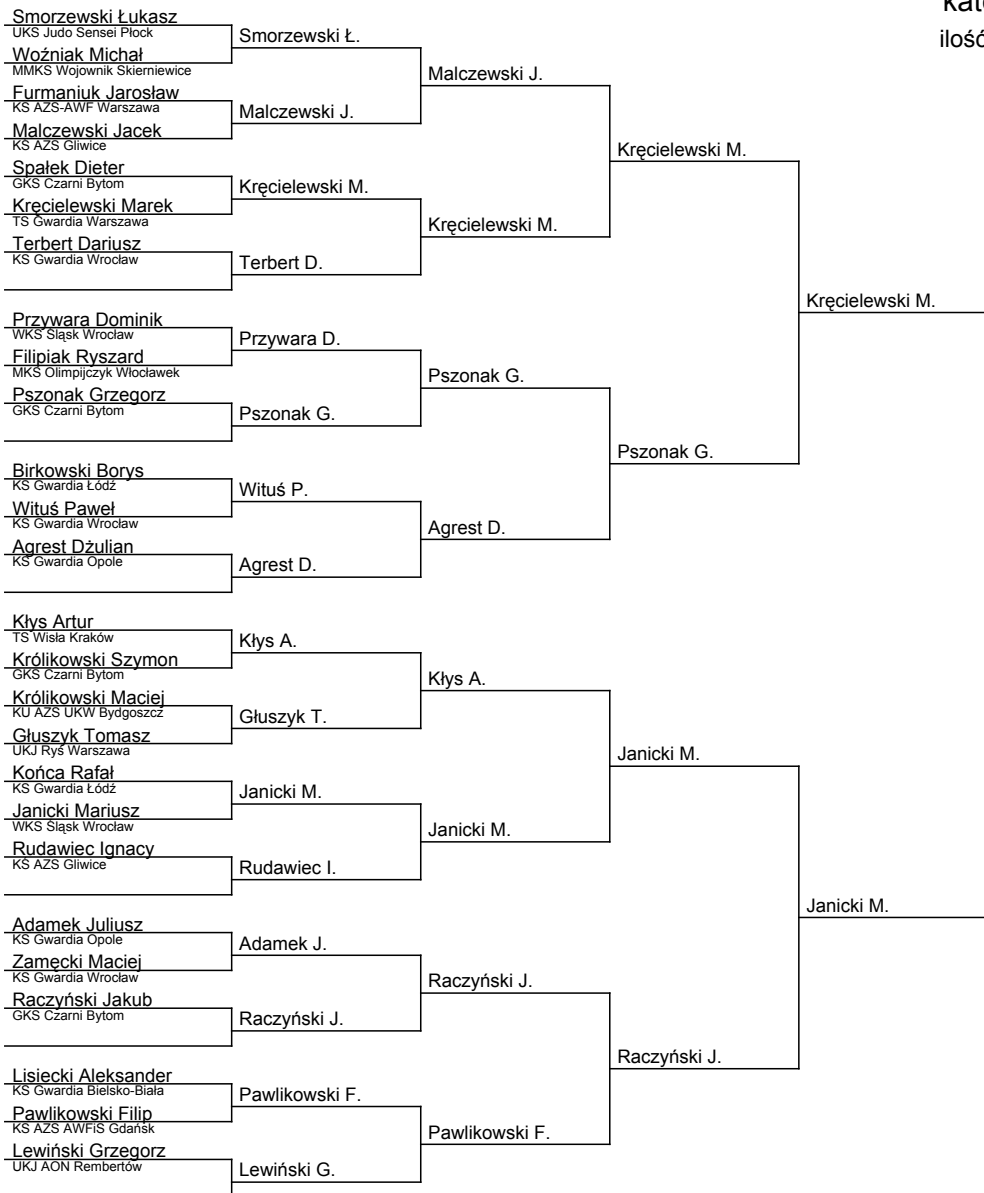 kate
ilość
Smorzewski Łukasz
UKS Judo Sensei Płock
Woźniak Michał
MMKS Wojownik Skierniewice
Furmaniuk Jarosław
KS AZS-AWF Warszawa
Malczewski Jacek
KS AZS Gliwice
Spałek Dieter
GKS Czarni Bytom
Kręcielewski Marek
TS Gwardia Warszawa
Terbert Dariusz
KS Gwardia Wrocław
Przywara Dominik
WKS Śląsk Wrocław
Filipiak Ryszard
MKS Olimpijczyk Włocławek
Pszonak Grzegorz
GKS Czarni Bytom
Birkowski Borys
KS Gwardia Łódź
Wituś Paweł
KS Gwardia Wrocław
Agrest Dżulian
KS Gwardia Opole
Kłys Artur
TS Wisła Kraków
Królikowski Szymon
GKS Czarni Bytom
Królikowski Maciej
KU AZS UKW Bydgoszcz
Głuszyk Tomasz
UKJ Ryś Warszawa
Końca Rafał
KS Gwardia Łódź
Janicki Mariusz
WKS Śląsk Wrocław
Rudawiec Ignacy
KS AZS Gliwice
Adamek Juliusz
KS Gwardia Opole
Zamęcki Maciej
KS Gwardia Wrocław
Raczyński Jakub
GKS Czarni Bytom
Lisiecki Aleksander
KS Gwardia Bielsko-Biała
Pawlikowski Filip
KS AZS AWFiS Gdańsk
Lewiński Grzegorz
UKJ AON Rembertów
Smorzewski Ł.
Malczewski J.
Kręcielewski M.
Terbert D.
Przywara D.
Pszonak G.
Wituś P.
Agrest D.
Kłys A.
Głuszyk T.
Janicki M.
Rudawiec I.
Adamek J.
Raczyński J.
Pawlikowski F.
Lewiński G.
Malczewski J.
Kręcielewski M.
Pszonak G.
Agrest D.
Kłys A.
Janicki M.
Raczyński J.
Pawlikowski F.
Kręcielewski M.
Pszonak G.
Janicki M.
Raczyński J.
Kręcielewski M.
Janicki M.